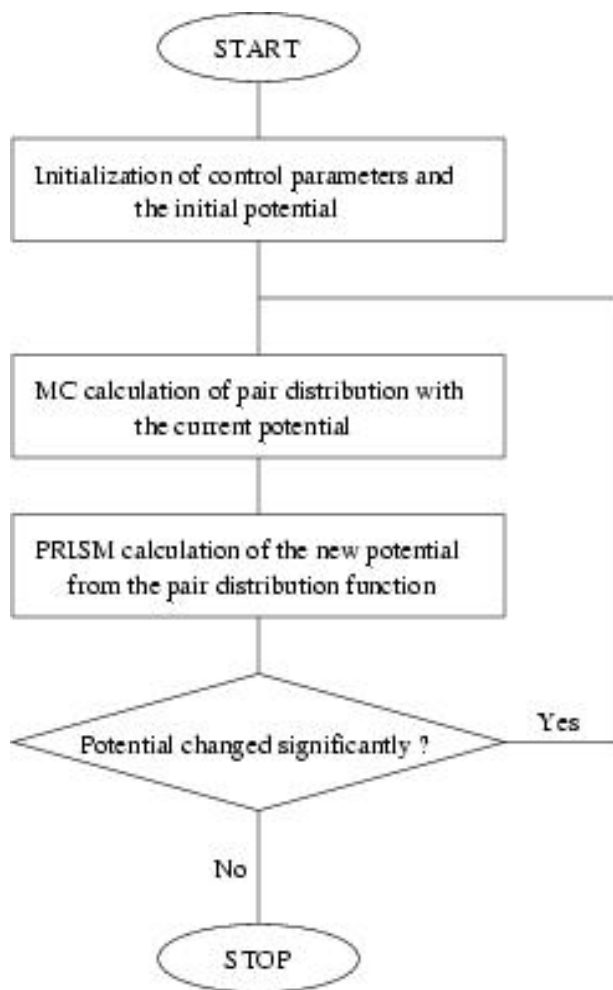 START
Initialization of control parameters and
the initial potential
MC calculation of pair distribution with
the current potential
PRISM calculation of the new potential
from the pair distribution function
Potential changed significantly ?
Yes
No
STOP